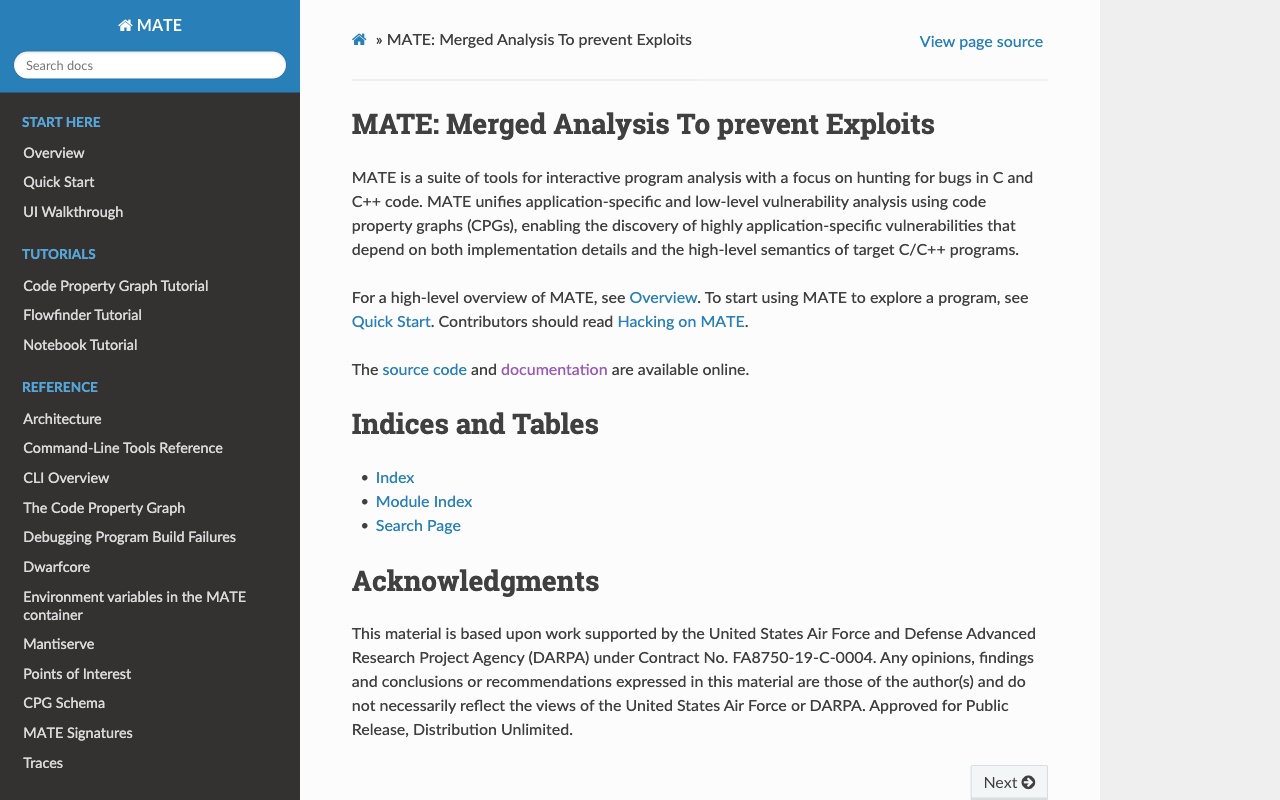 MATE
Search docs
START HERE
Overview
Quick Start
UI Walkthrough
TUTORIALS
Code Property Graph Tutorial
Flowfinder Tutorial
Notebook Tutorial
REFERENCE
Architecture
Command-Line Tools Reference
CLI Overview
The Code Property Graph
Debugging Program Build Failures
Dwarfcore
Environment variables in the MATE
container
Mantiserve
Points of Interest
CPG Schema
MATE Signatures
Traces
» MATE: Merged Analysis To prevent Exploits
View page source
MATE: Merged Analysis To prevent Exploits
MATE is a suite of tools for interactive program analysis with a focus on hunting for bugs in C and
C++ code. MATE unifies application-specific and low-level vulnerability analysis using code
property graphs (CPGs), enabling the discovery of highly application-specific vulnerabilities that
depend on both implementation details and the high-level semantics of target C/C++ programs.
For a high-level overview of MATE, see Overview. To start using MATE to explore a program, see
Quick Start. Contributors should read Hacking on MATE.
The source code and documentation are available online.
Indices and Tables
• Index
• Module Index
• Search Page
Acknowledgments
This material is based upon work supported by the United States Air Force and Defense Advanced
Research Project Agency (DARPA) under Contract No. FA8750-19-C-0004. Any opinions, findings
and conclusions or recommendations expressed in this material are those of the author(s) and do
not necessarily reflect the views of the United States Air Force or DARPA. Approved for Public
Release, Distribution Unlimited.
Next